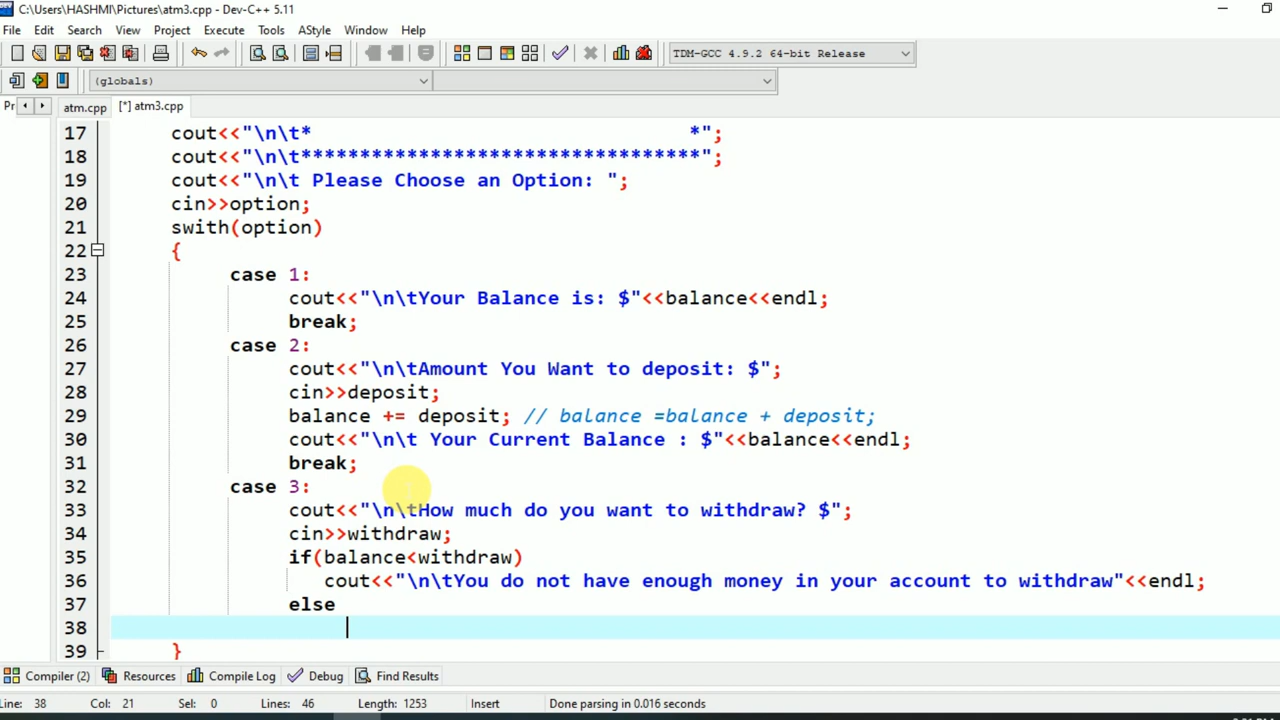 C:\Users\HASHMI\Pictures\atm3.cpp - Dev-C++ 5.11
File Edit Search View Project Execute Tools AStyle Window Help
TDM-GCC 4.9.2 64-bit Release
(globals)
Pr atm.cpp [*] atm3.cpp
17 cout<<"\n\t*                                *";
18 cout<<"\n\t**********************************";
19 cout<<"\n\t Please Choose an Option: ";
20 cin>>option;
21 swith(option)
22 {
23 case 1:
24 cout<<"\n\tYour Balance is: $"<<balance<<endl;
25 break;
26 case 2:
27 cout<<"\n\tAmount You Want to deposit: $";
28 cin>>deposit;
29 balance += deposit; // balance =balance + deposit;
30 cout<<"\n\t Your Current Balance : $"<<balance<<endl;
31 break;
32 case 3:
33 cout<<"\n\tHow much do you want to withdraw? $";
34 cin>>withdraw;
35 if(balance<withdraw)
36 cout<<"\n\tYou do not have enough money in your account to withdraw"<<endl;
37 else
38
39 }
Compiler (2) Resources Compile Log Debug Find Results
Line: 38 Col: 21 Sel: 0 Lines: 46 Length: 1253 Insert Done parsing in 0.016 seconds